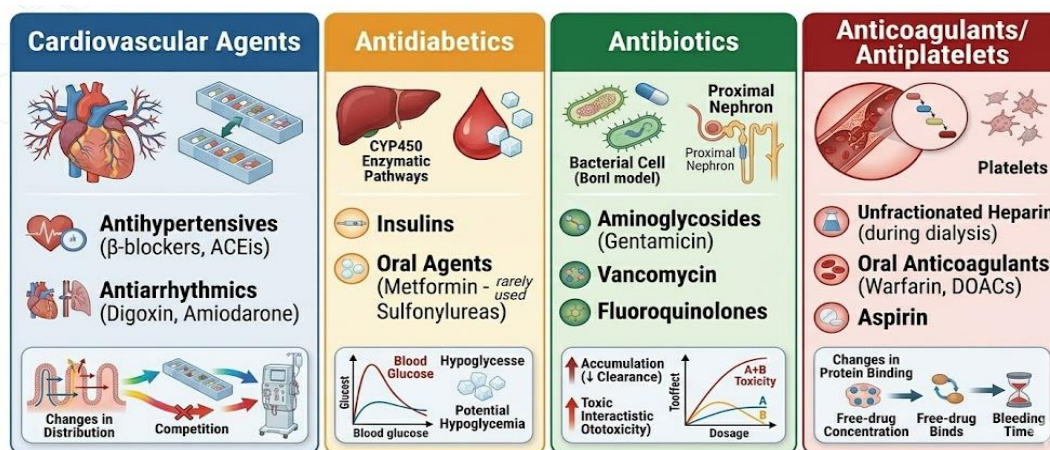 Cardiovascular Agents
Antihypertensives
(β-blockers, ACEis)
Antiarrhythmics
(Digoxin, Amiodarone)
Changes in
Distribution
Competition
Antidiabetics
CYP450
Enzymatic
Pathways
Insulins
Oral Agents
(Metformin - rarely
used
Sulfonylureas)
Glucost
Blood
Glucose
Blood glucose
Hypoglycesse
Potential
Hypoglycemia
Antibiotics
Bacterial Cell
(Bortl model)
Proximal
Nephron
Proximal
Nephron
Aminoglycosides
(Gentamicin)
Vancomycin
Fluoroquinolones
Accumulation
(↓ Clearance)
Toxic
Interactistic
Ototoxicity)
Tooffect
A+B
Toxicity
A
B
Dosage
Anticoagulants/
Antiplatelets
Platelets
Unfractionated Heparin
(during dialysis)
Oral Anticoagulants
(Warfarin, DOACs)
Aspirin
Changes in
Protein Binding
Free-drug
Concentration
Free-drug
Binds
Bleeding
Time